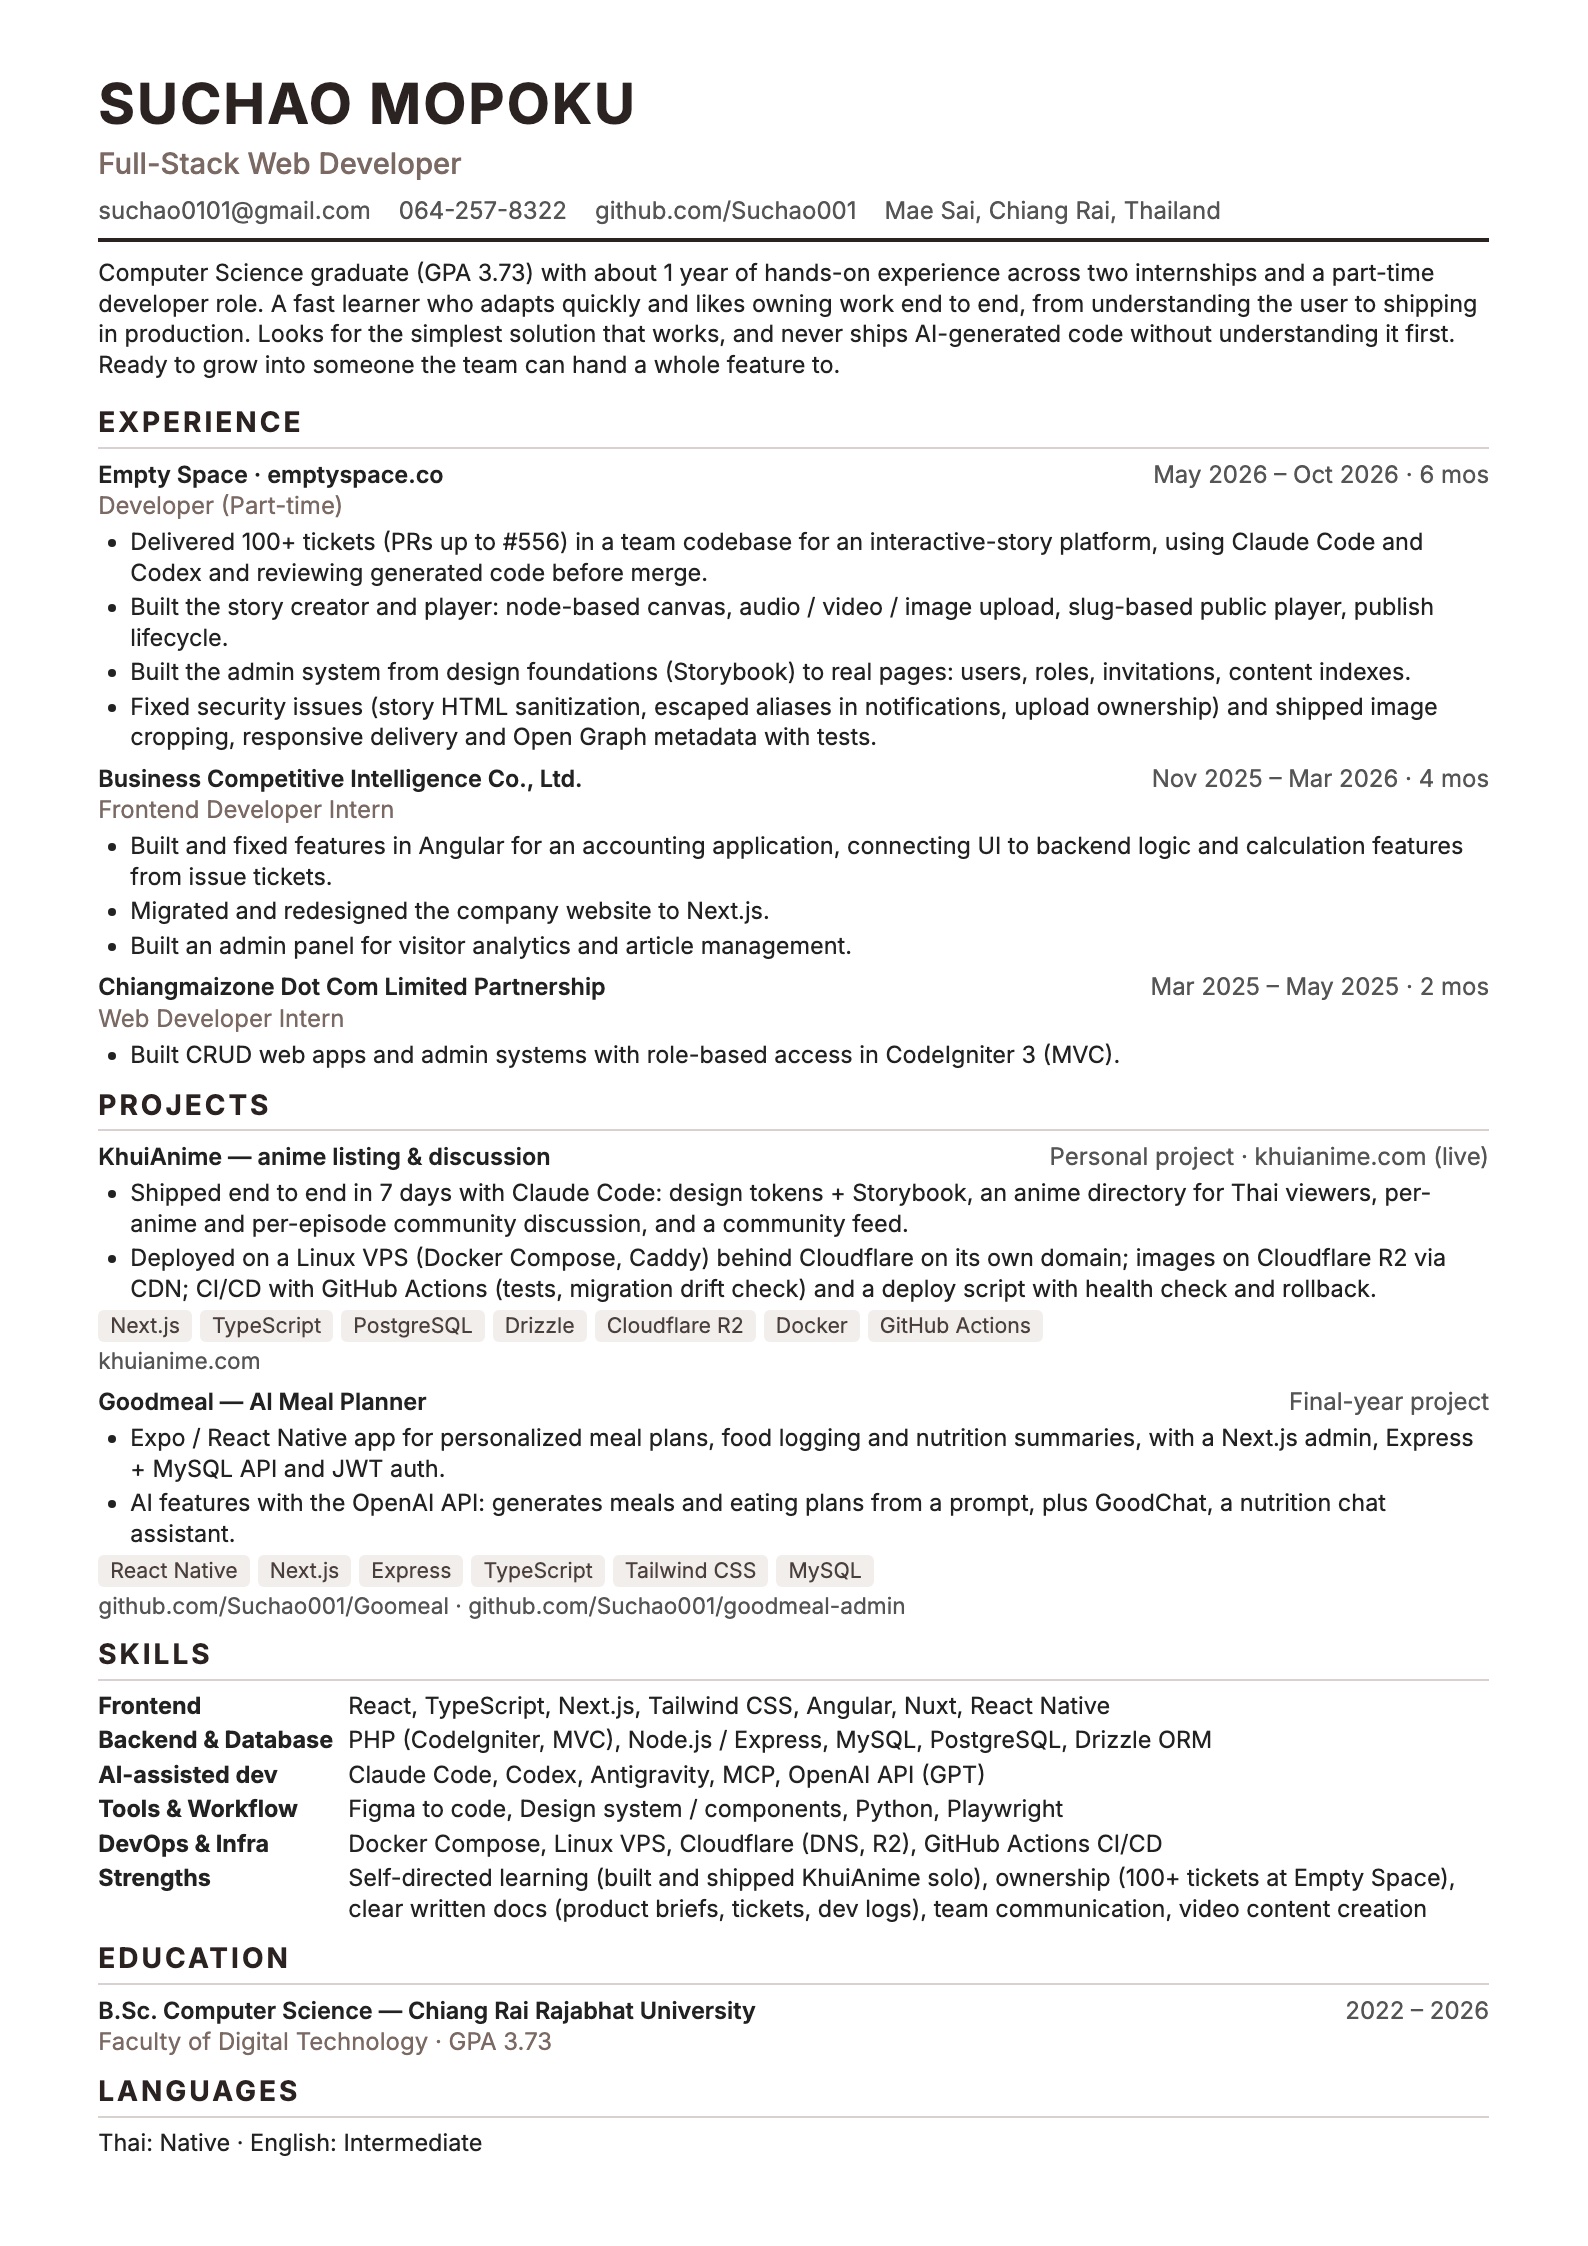 SUCHAO MOPOKU
Full-Stack Web Developer
suchao0101@gmail.com 064-257-8322 github.com/Suchao001 Mae Sai, Chiang Rai, Thailand
Computer Science graduate (GPA 3.73) with about 1 year of hands-on experience across two internships and a part-time
developer role. A fast learner who adapts quickly and likes owning work end to end, from understanding the user to shipping
in production. Looks for the simplest solution that works, and never ships AI-generated code without understanding it first.
Ready to grow into someone the team can hand a whole feature to.
EXPERIENCE
Empty Space · emptyspace.co May 2026 – Oct 2026 · 6 mos
Developer (Part-time)
• Delivered 100+ tickets (PRs up to #556) in a team codebase for an interactive-story platform, using Claude Code and
Codex and reviewing generated code before merge.
• Built the story creator and player: node-based canvas, audio / video / image upload, slug-based public player, publish
lifecycle.
• Built the admin system from design foundations (Storybook) to real pages: users, roles, invitations, content indexes.
• Fixed security issues (story HTML sanitization, escaped aliases in notifications, upload ownership) and shipped image
cropping, responsive delivery and Open Graph metadata with tests.
Business Competitive Intelligence Co., Ltd. Nov 2025 – Mar 2026 · 4 mos
Frontend Developer Intern
• Built and fixed features in Angular for an accounting application, connecting UI to backend logic and calculation features
from issue tickets.
• Migrated and redesigned the company website to Next.js.
• Built an admin panel for visitor analytics and article management.
Chiangmaizone Dot Com Limited Partnership Mar 2025 – May 2025 · 2 mos
Web Developer Intern
• Built CRUD web apps and admin systems with role-based access in CodeIgniter 3 (MVC).
PROJECTS
KhuiAnime — anime listing & discussion Personal project · khuianime.com (live)
• Shipped end to end in 7 days with Claude Code: design tokens + Storybook, an anime directory for Thai viewers, per-
anime and per-episode community discussion, and a community feed.
• Deployed on a Linux VPS (Docker Compose, Caddy) behind Cloudflare on its own domain; images on Cloudflare R2 via
CDN; CI/CD with GitHub Actions (tests, migration drift check) and a deploy script with health check and rollback.
Next.js TypeScript PostgreSQL Drizzle Cloudflare R2 Docker GitHub Actions
khuianime.com
Goodmeal — AI Meal Planner Final-year project
• Expo / React Native app for personalized meal plans, food logging and nutrition summaries, with a Next.js admin, Express
+ MySQL API and JWT auth.
• AI features with the OpenAI API: generates meals and eating plans from a prompt, plus GoodChat, a nutrition chat
assistant.
React Native Next.js Express TypeScript Tailwind CSS MySQL
github.com/Suchao001/Goomeal · github.com/Suchao001/goodmeal-admin
SKILLS
Frontend React, TypeScript, Next.js, Tailwind CSS, Angular, Nuxt, React Native
Backend & Database PHP (CodeIgniter, MVC), Node.js / Express, MySQL, PostgreSQL, Drizzle ORM
AI-assisted dev Claude Code, Codex, Antigravity, MCP, OpenAI API (GPT)
Tools & Workflow Figma to code, Design system / components, Python, Playwright
DevOps & Infra Docker Compose, Linux VPS, Cloudflare (DNS, R2), GitHub Actions CI/CD
Strengths Self-directed learning (built and shipped KhuiAnime solo), ownership (100+ tickets at Empty Space),
clear written docs (product briefs, tickets, dev logs), team communication, video content creation
EDUCATION
B.Sc. Computer Science — Chiang Rai Rajabhat University 2022 – 2026
Faculty of Digital Technology · GPA 3.73
LANGUAGES
Thai: Native · English: Intermediate